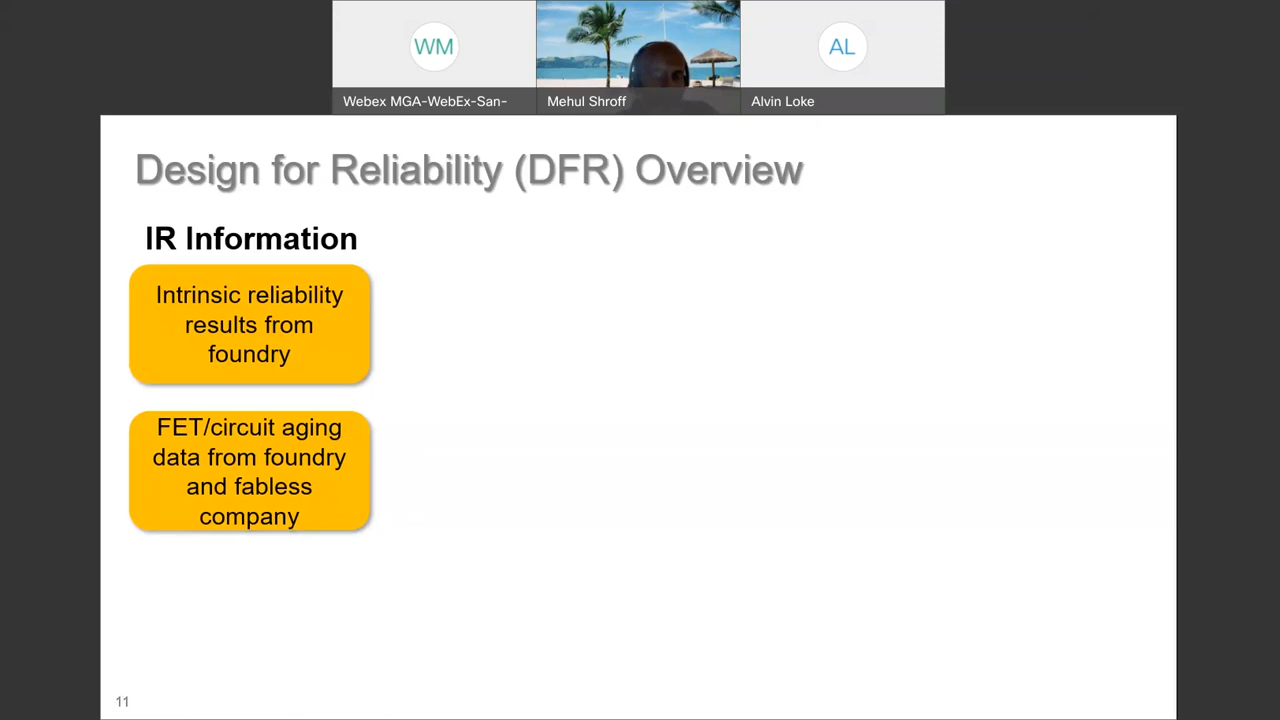 WM
AL
Webex MGA-WebEx-San-
Mehul Shroff
Alvin Loke
Design for Reliability (DFR) Overview
IR Information
Intrinsic reliability
results from
foundry
FET/circuit aging
data from foundry
and fabless
company
11